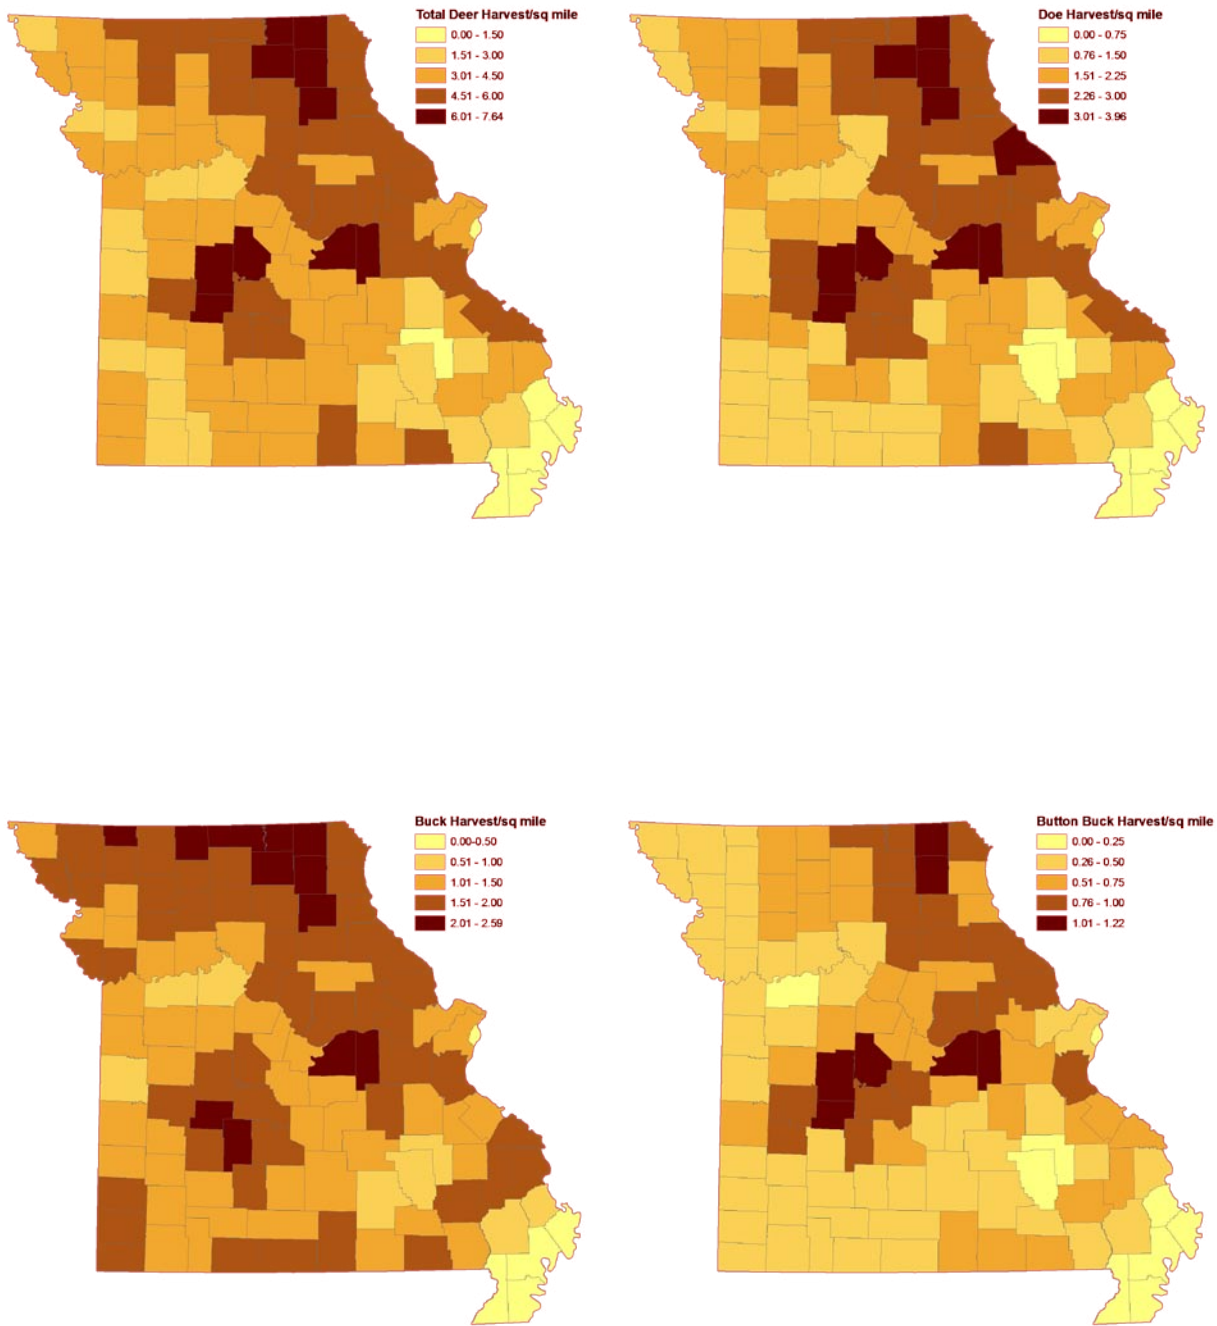 Total Deer Harvest/sq mile
0.00 - 1.50
1.51 - 3.00
3.01 - 4.50
4.51 - 6.00
6.01 - 7.64
Doe Harvest/sq mile
0.00 - 0.75
0.76 - 1.50
1.51 - 2.25
2.26 - 3.00
3.01 - 3.96
Buck Harvest/sq mile
0.00-0.50
0.51 - 1.00
1.01 - 1.50
1.51 - 2.00
2.01 - 2.59
Button Buck Harvest/sq mile
0.00 - 0.25
0.26 - 0.50
0.51 - 0.75
0.76 - 1.00
1.01 - 1.22